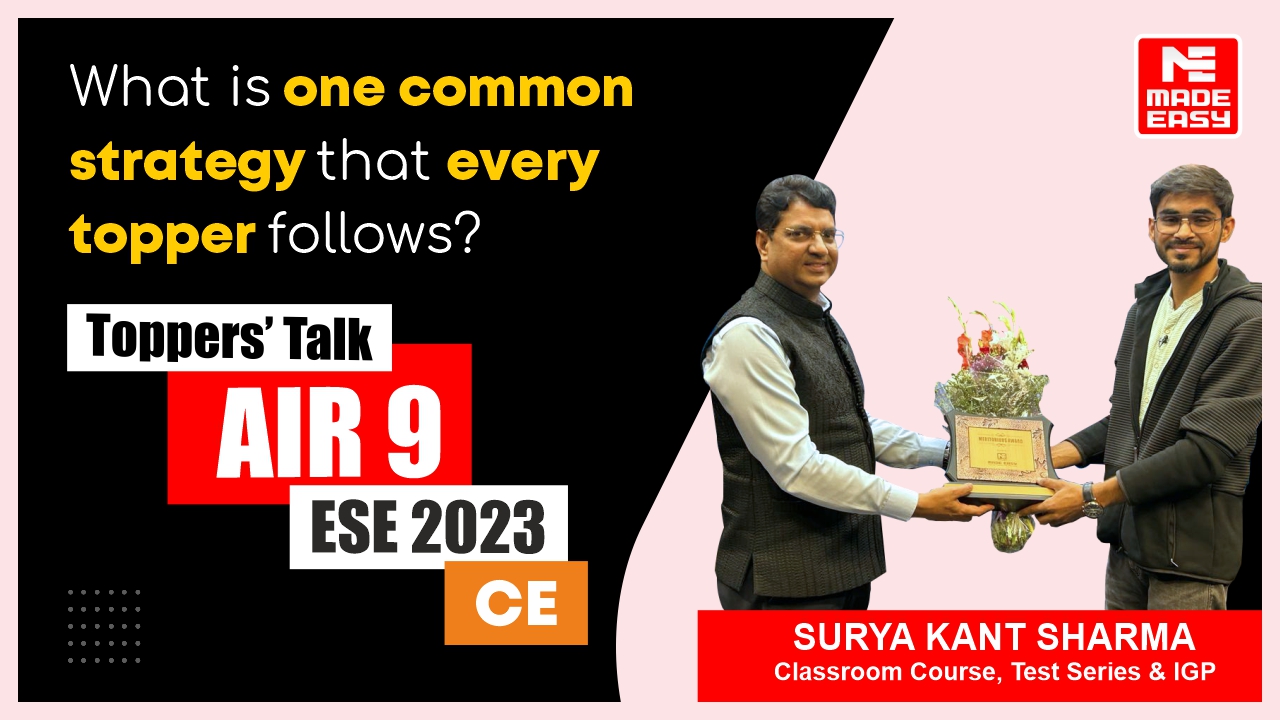 What is one common
strategy that every
topper follows?
Toppers’ Talk
AIR 9
ESE 2023
CE
ME
MADE
EASY
SURYA KANT SHARMA
Classroom Course, Test Series & IGP